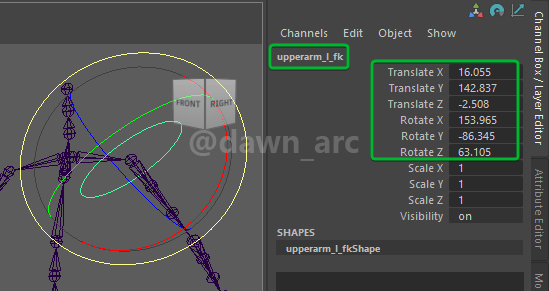 Channels Edit Object Show
upperarm_l_fk
Translate X 16.055
Translate Y 142.837
Translate Z -2.508
Rotate X 153.965
Rotate Y -86.345
Rotate Z 63.105
Scale X 1
Scale Y 1
Scale Z 1
Visibility on
SHAPES
upperarm_l_fkShape
FRONT RIGHT
@dawn_arc
Channel Box / Layer Editor
Attribute Editor
Mo